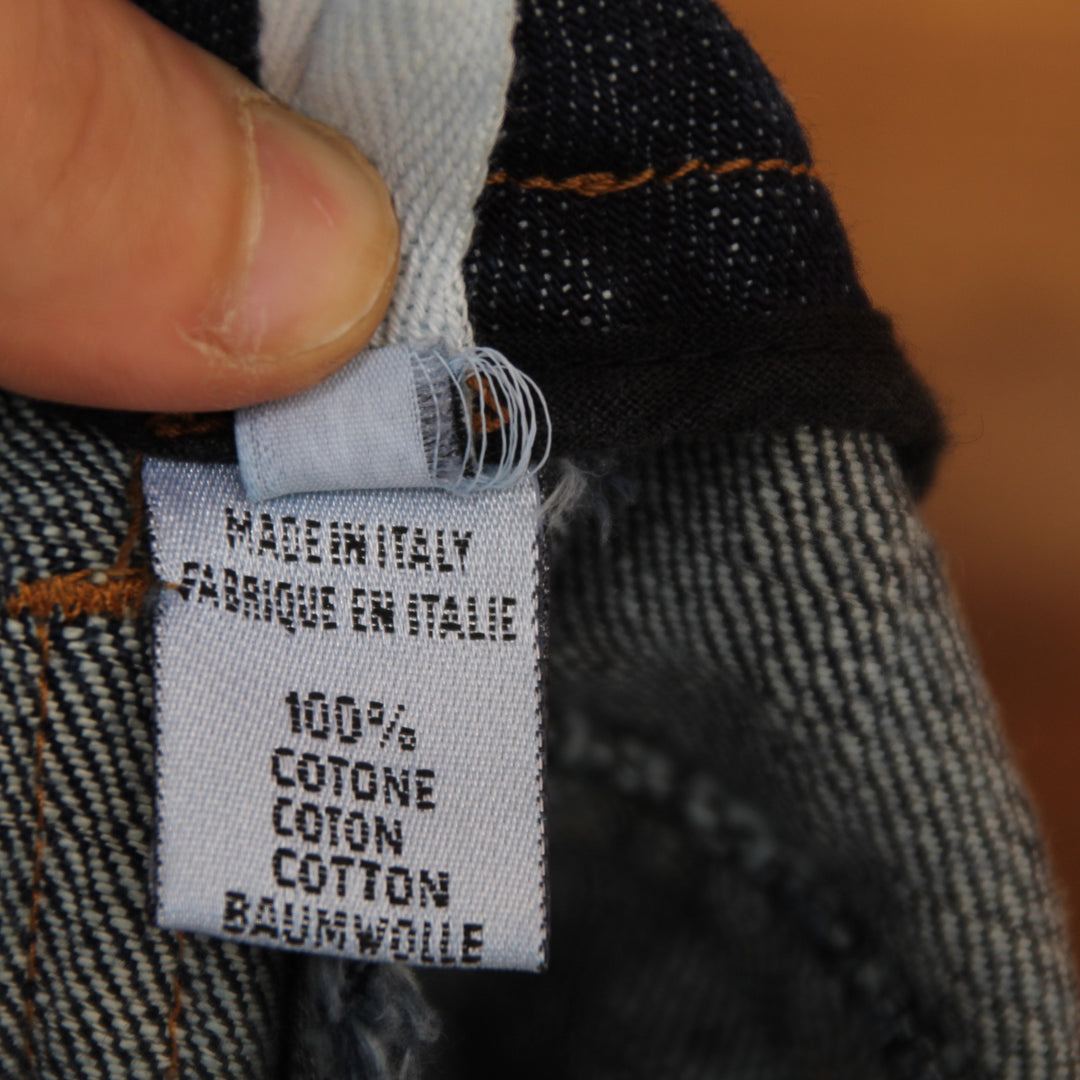 MADE IN ITALY
FABRIQUE EN ITALIE
100%
COTONE
COTON
COTTON
BAUMWOLLE